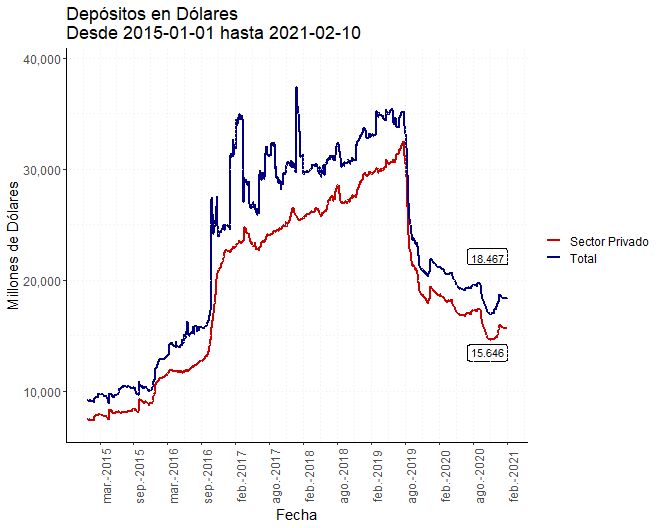 Depósitos en Dólares
Desde 2015-01-01 hasta 2021-02-10
Millones de Dólares
40,000
30,000
20,000
10,000
18.467
15.646
Sector Privado
Total
mar.-2015
sep.-2015
mar.-2016
ago.-2016
feb.-2017
ago.-2017
feb.-2018
ago.-2018
feb.-2019
ago.-2019
feb.-2020
ago.-2020
feb.-2021
Fecha